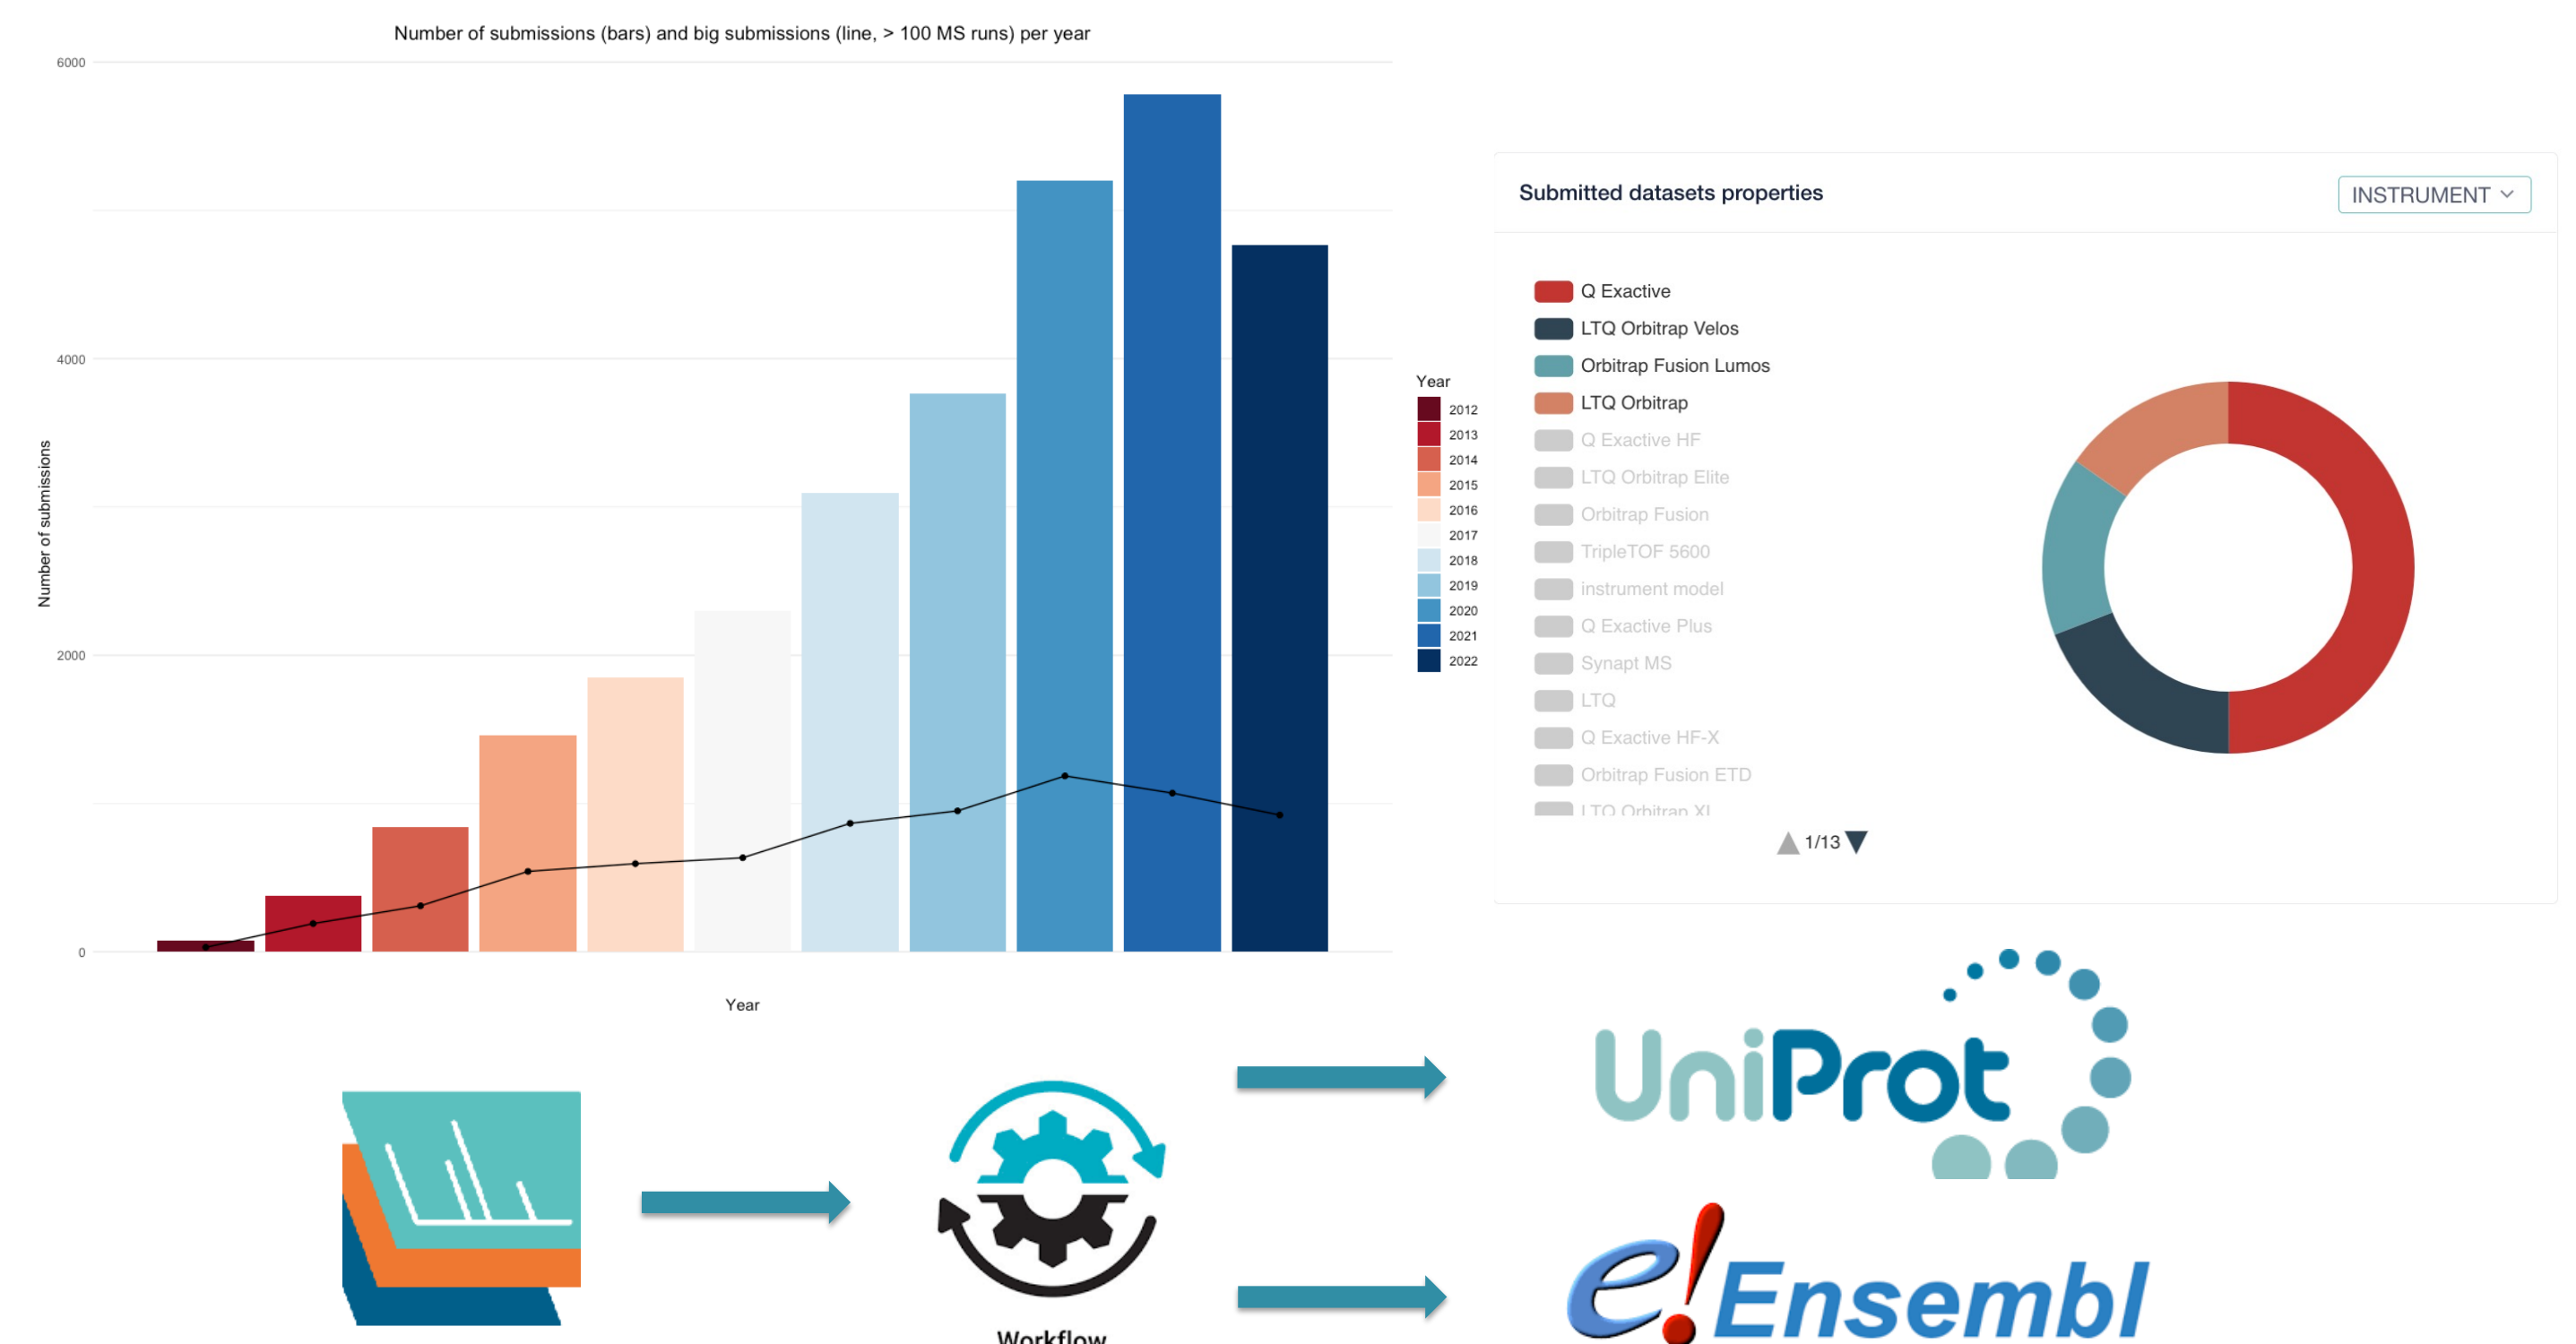 Number of submissions (bars) and big submissions (line, > 100 MS runs) per year
6000
4000
2000
0
Number of submissions
Year
Year
2012
2013
2014
2015
2016
2017
2018
2019
2020
2021
2022
Submitted datasets properties
INSTRUMENT
Q Exactive
LTQ Orbitrap Velos
Orbitrap Fusion Lumos
LTQ Orbitrap
Q Exactive HF
LTQ Orbitrap Elite
Orbitrap Fusion
TripleTOF 5600
instrument model
Q Exactive Plus
Synapt MS
LTQ
Q Exactive HF-X
Orbitrap Fusion ETD
LTQ Orbitrap XL
1/13
UniProt
Workflow
e!Ensembl